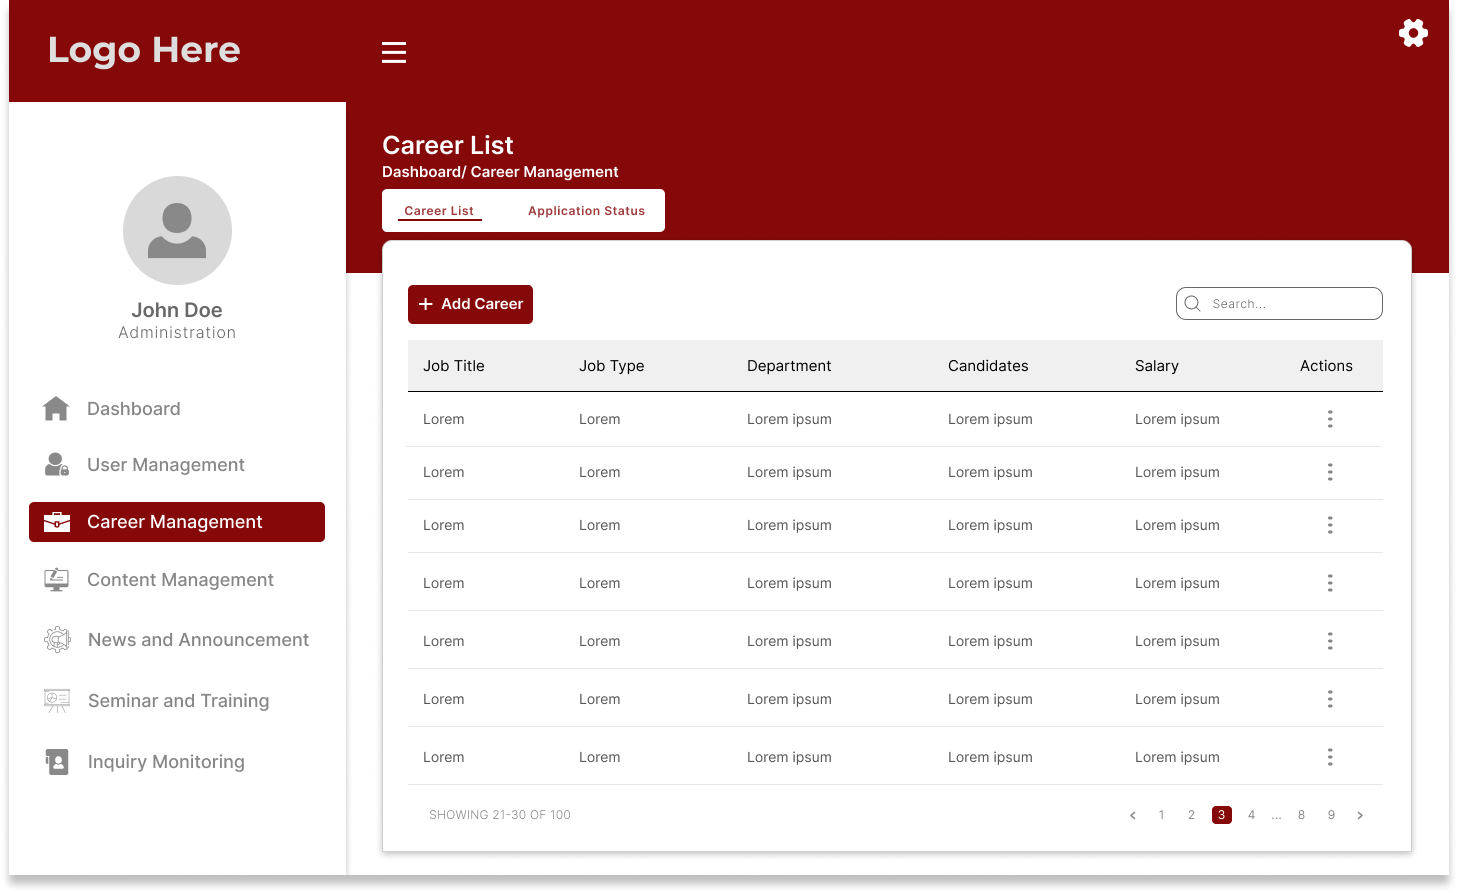 Logo Here
John Doe
Administration
Dashboard
User Management
Career Management
Content Management
News and Announcement
Seminar and Training
Inquiry Monitoring
Career List
Dashboard/ Career Management
Career List Application Status
+ Add Career
Search...
Job Title Job Type Department Candidates Salary Actions
Lorem Lorem Lorem ipsum Lorem ipsum Lorem ipsum
Lorem Lorem Lorem ipsum Lorem ipsum Lorem ipsum
Lorem Lorem Lorem ipsum Lorem ipsum Lorem ipsum
Lorem Lorem Lorem ipsum Lorem ipsum Lorem ipsum
Lorem Lorem Lorem ipsum Lorem ipsum Lorem ipsum
Lorem Lorem Lorem ipsum Lorem ipsum Lorem ipsum
Lorem Lorem Lorem ipsum Lorem ipsum Lorem ipsum
SHOWING 21-30 OF 100 < 1 2 3 4 ... 8 9 >